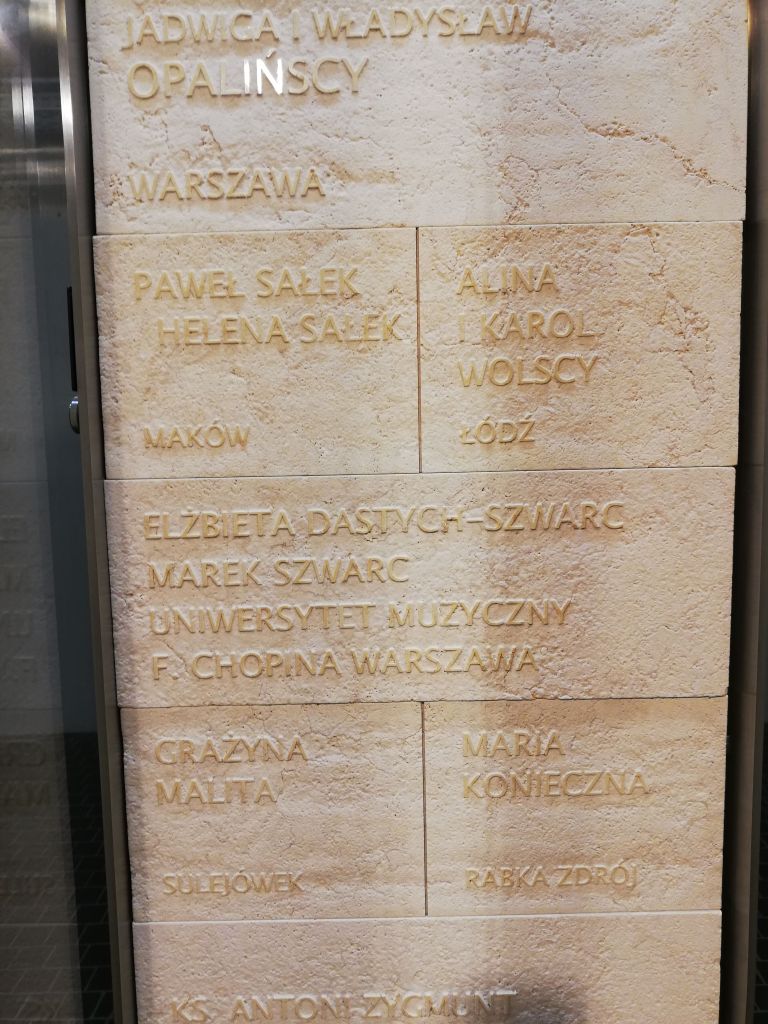 JADWIGA I WŁADYSŁAW
OPALIŃSCY
WARSZAWA
PAWEŁ SAŁEK
HELENA SAŁEK
MAKÓW
ALINA
I KAROL
WOLSCY
ŁÓDŹ
ELŻBIETA DASTYCH-SZWARC
MAREK SZWARC
UNIWERSYTET MUZYCZNY
F. CHOPINA WARSZAWA
GRAŻYNA
MALITA
SULEJÓWEK
MARIA
KONIECZNA
RABKA ZDRÓJ
KS. ANTONI ZYGMUNT